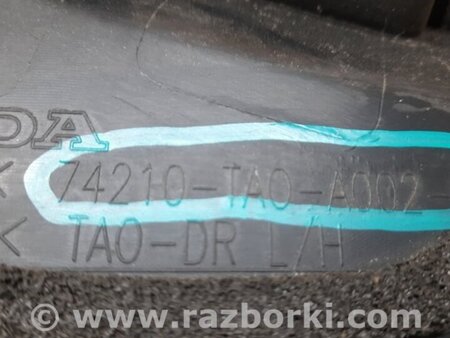 DA
74210-TA0-A002-
TA0-DR L/H
www.razborki.com